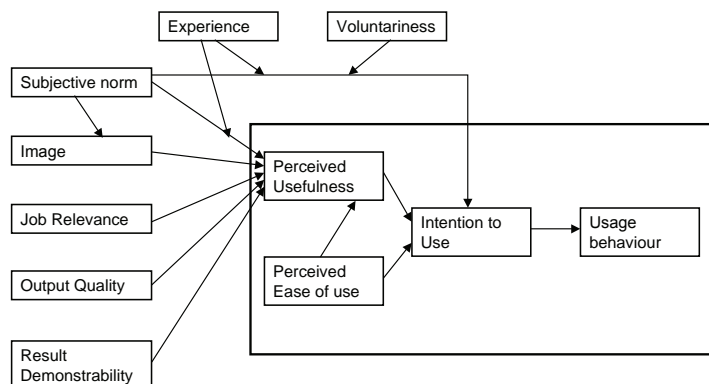 Experience
Voluntariness
Subjective norm
Image
Perceived
Usefulness
Job Relevance
Intention to
Use
Usage
behaviour
Perceived
Ease of use
Output Quality
Result
Demonstrability